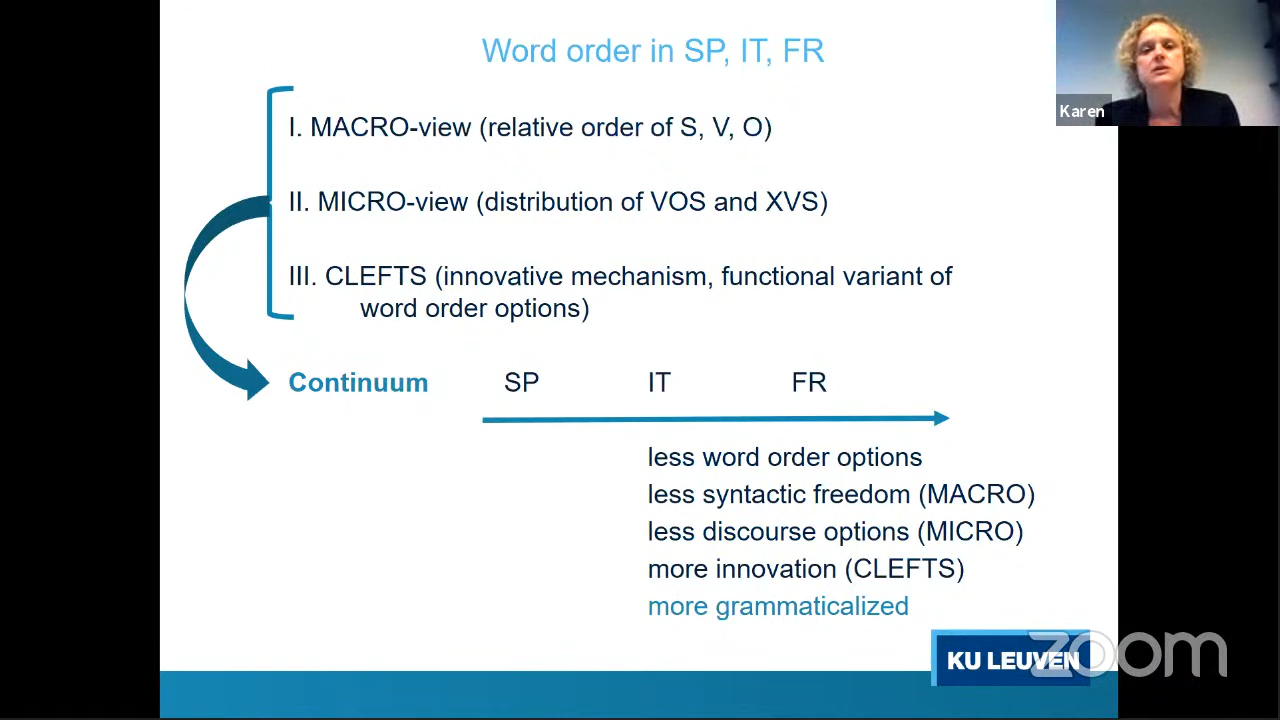 Word order in SP, IT, FR
Karen
I. MACRO-view (relative order of S, V, O)
II. MICRO-view (distribution of VOS and XVS)
III. CLEFTS (innovative mechanism, functional variant of
word order options)
Continuum SP IT FR
less word order options
less syntactic freedom (MACRO)
less discourse options (MICRO)
more innovation (CLEFTS)
more grammaticalized
KU LEUVEN
zoom